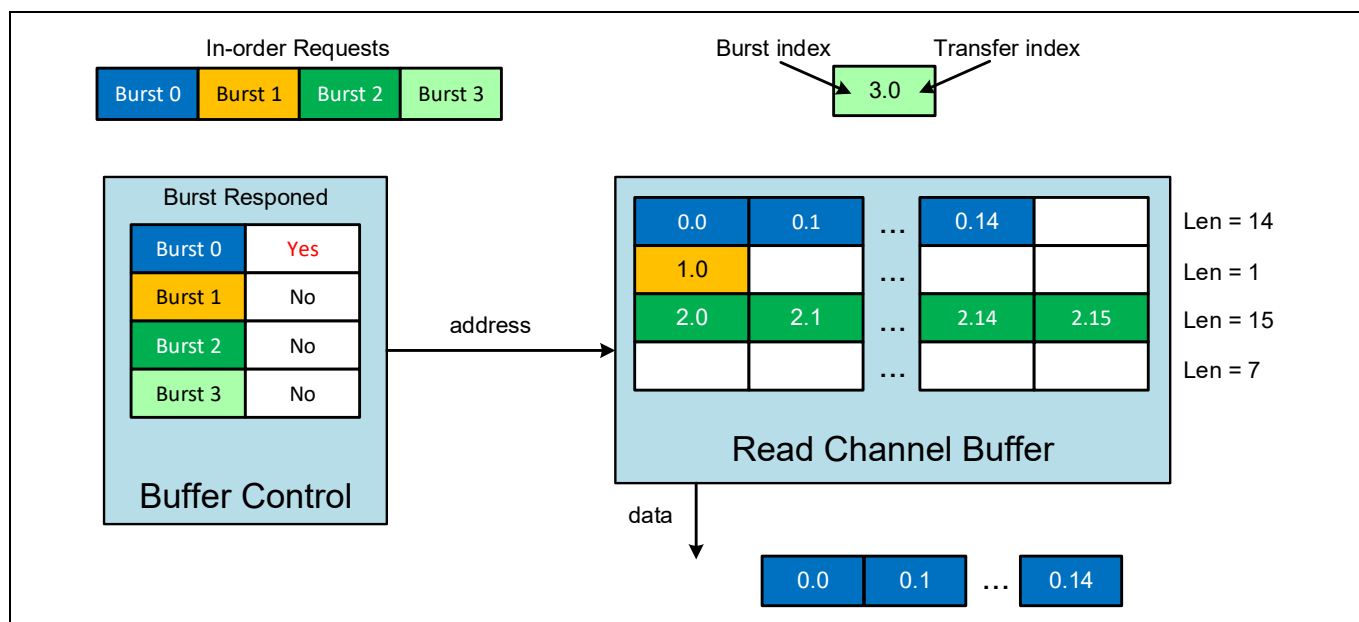 In-order Requests
Burst 0 Burst 1 Burst 2 Burst 3
Burst index Transfer index
3.0
Burst Responed
Burst 0 Yes
Burst 1 No
Burst 2 No
Burst 3 No
Buffer Control
address
0.0 0.1 ... 0.14 Len = 14
1.0 ... Len = 1
2.0 2.1 ... 2.14 2.15 Len = 15
... Len = 7
Read Channel Buffer
data
0.0 0.1 ... 0.14